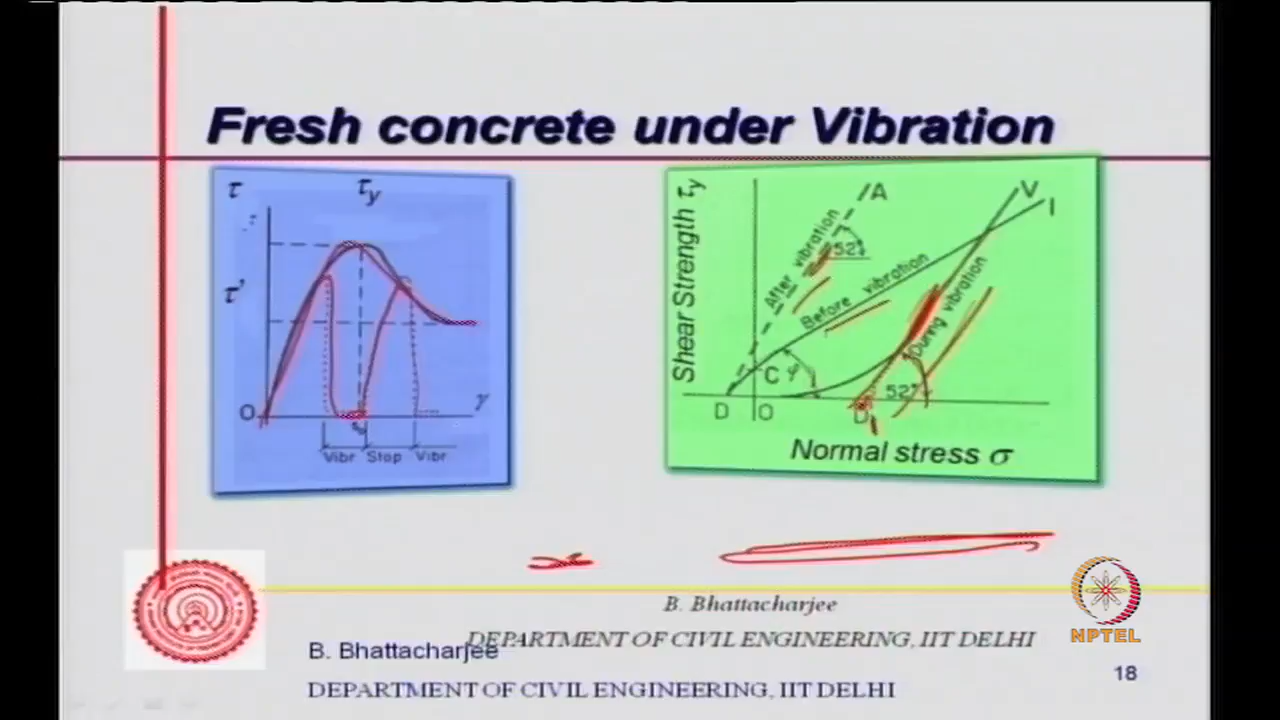 Fresh concrete under Vibration
τ
τy
τ'
O
γ
Vibr Stop Vibr
Shear Strength τy
A
V
I
After vibration
52°
Before vibration
During vibration
C φ
52°
D O
Normal stress σ
B. Bhattacharjee
DEPARTMENT OF CIVIL ENGINEERING, IIT DELHI
B. Bhattacharjee
DEPARTMENT OF CIVIL ENGINEERING, IIT DELHI
NPTEL
18